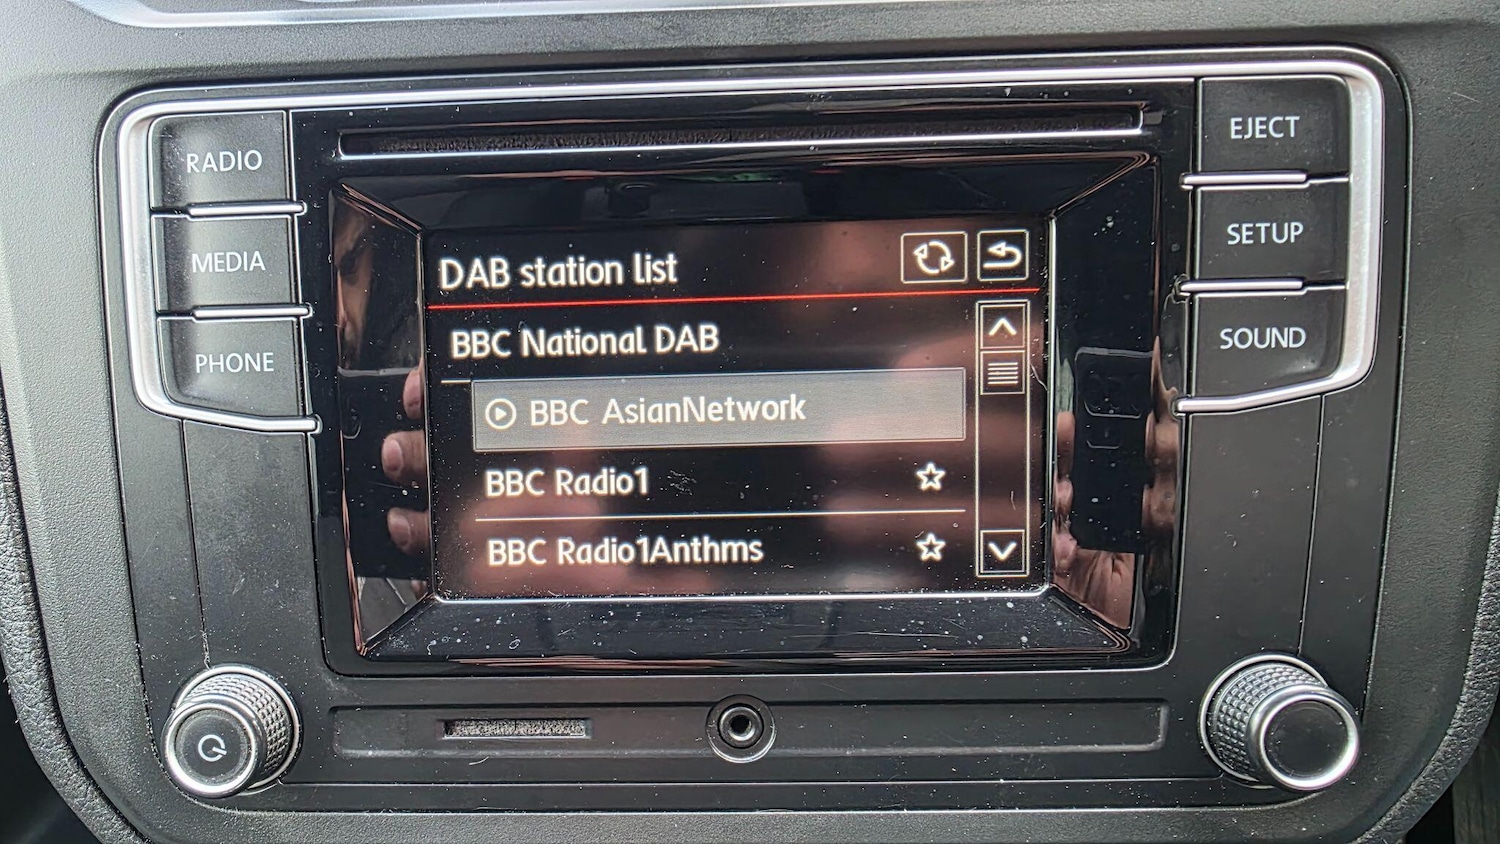 RADIO
MEDIA
PHONE
DAB station list
BBC National DAB
BBC AsianNetwork
BBC Radio1
BBC Radio1Anthms
EJECT
SETUP
SOUND